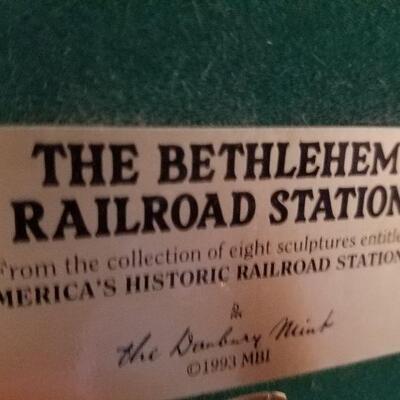 THE BETHLEHEM
RAILROAD STATION
From the collection of eight sculptures entitle
MERICA'S HISTORIC RAILROAD STATION
The Danbury Mint
©1993 MBI